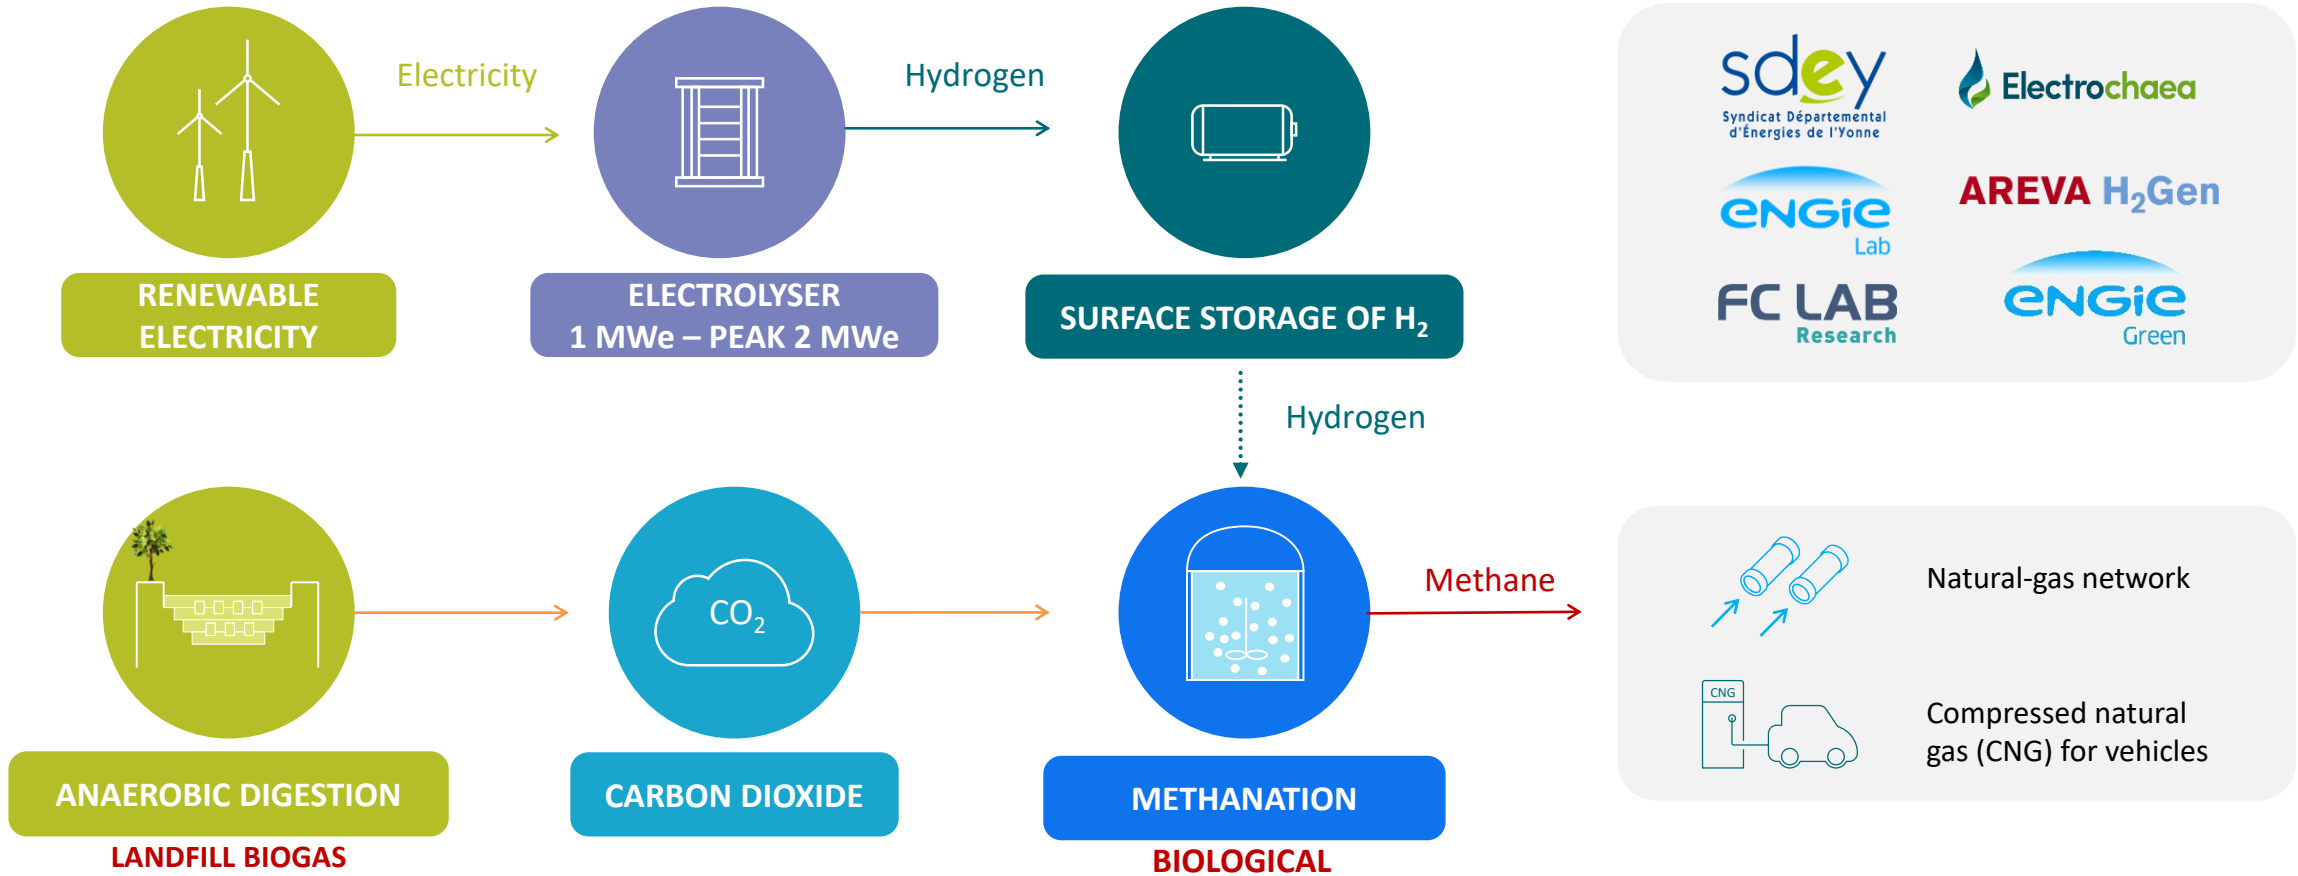 Electricity
Hydrogen
RENEWABLE
ELECTRICITY
ELECTROLYSER
1 MWe – PEAK 2 MWe
SURFACE STORAGE OF H₂
sdey
Syndicat Départemental
d'Énergies de l'Yonne
Electrochaea
ENGIE
Lab
AREVA H₂Gen
FC LAB
Research
ENGIE
Green
Hydrogen
CO₂
Methane
ANAEROBIC DIGESTION
LANDFILL BIOGAS
CARBON DIOXIDE
METHANATION
BIOLOGICAL
Natural-gas network
CNG
Compressed natural
gas (CNG) for vehicles